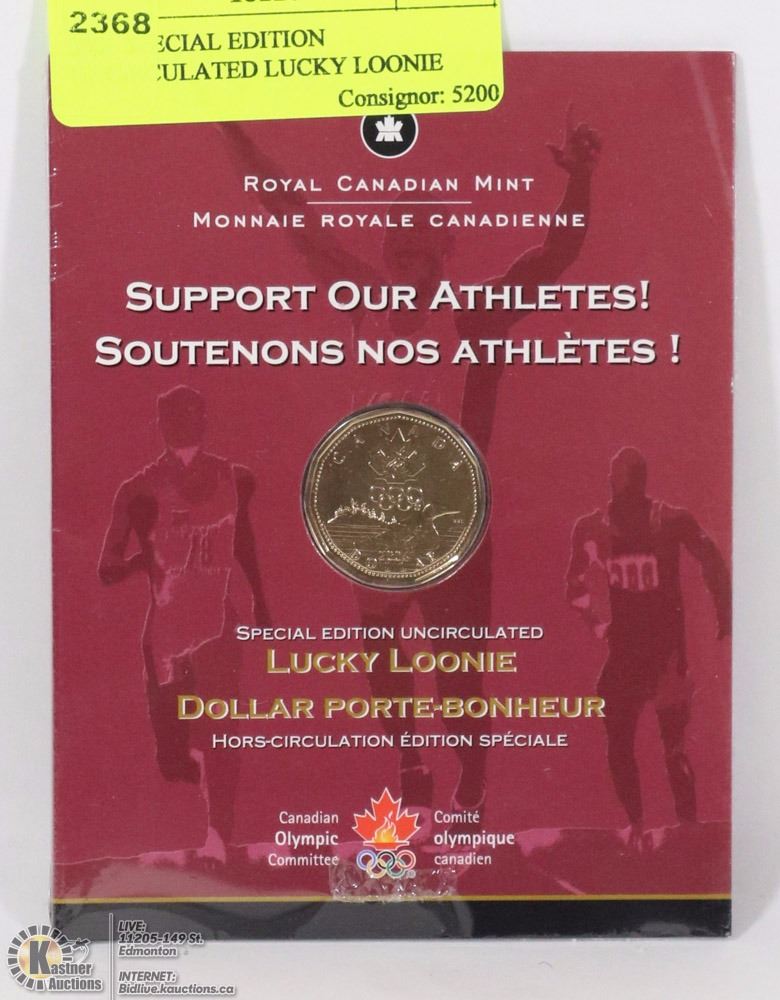 2368
ECIAL EDITION
CULATED LUCKY LOONIE
Consignor: 5200
ROYAL CANADIAN MINT
MONNAIE ROYALE CANADIENNE
SUPPORT OUR ATHLETES!
SOUTENONS NOS ATHLÈTES !
CANADA
SPECIAL EDITION UNCIRCULATED
LUCKY LOONIE
DOLLAR PORTE-BONHEUR
HORS-CIRCULATION ÉDITION SPÉCIALE
Canadian
Olympic
Committee
Comité
olympique
canadien
Kastner
Auctions
LIVE:
11205-149 St.
Edmonton
INTERNET:
Bidlive.kauctions.ca